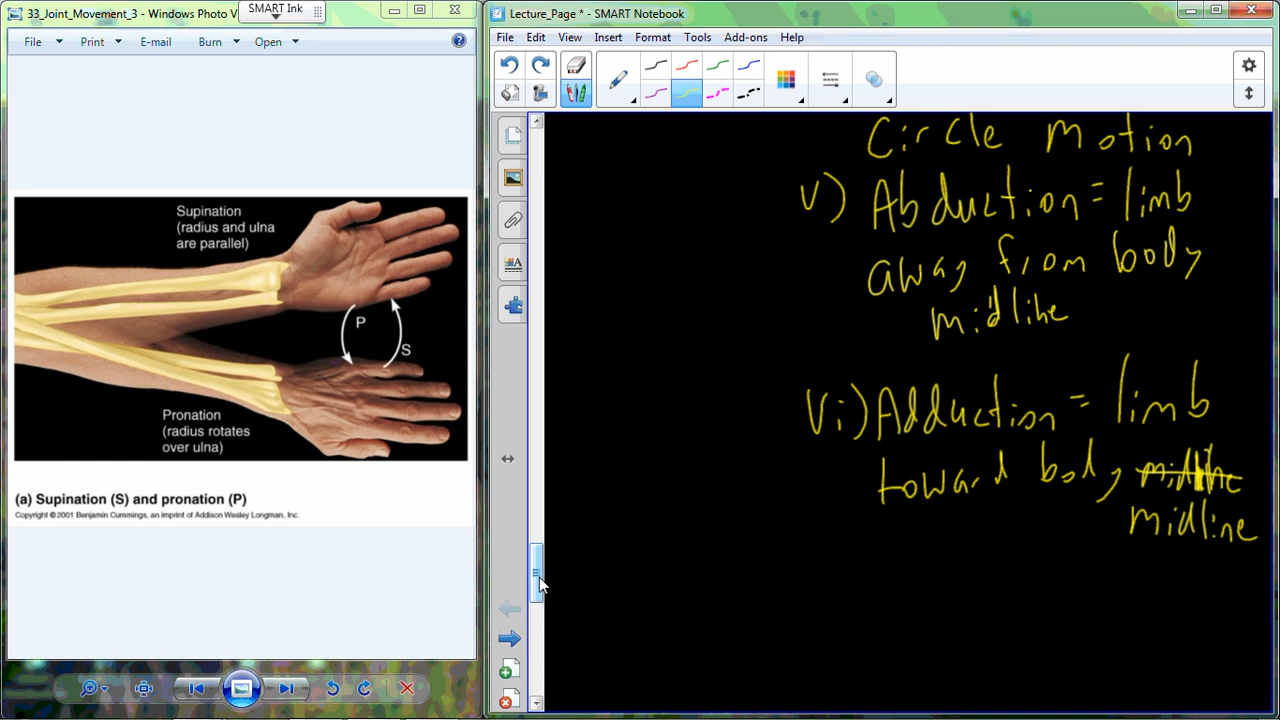 33_Joint_Movement_3 - Windows Photo V
SMART Ink
File Print E-mail Burn Open
Supination
(radius and ulna
are parallel)
P
S
Pronation
(radius rotates
over ulna)
(a) Supination (S) and pronation (P)
Copyright © 2001 Benjamin Cummings, an imprint of Addison Wesley Longman, Inc.
Lecture_Page * - SMART Notebook
File Edit View Insert Format Tools Add-ons Help
Circle Motion
v) Abduction = limb
away from body
midline
vi) Adduction = limb
toward body midline
midline